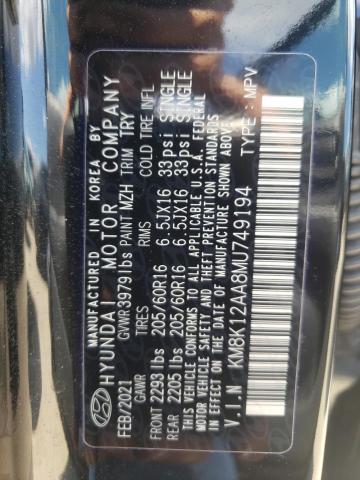 MANUFACTURED IN KOREA BY
HYUNDAI MOTOR COMPANY
FEB/2021 GVWR 3979 lbs PAINT MZH TRIM TRY
GAWR TIRE RIMS COLD TIRE INFL
FRONT 2293 lbs 205/60R16 6.5JX16 33psi SINGLE
REAR 2205 lbs 205/60R16 6.5JX16 33psi SINGLE
THIS VEHICLE CONFORMS TO ALL APPLICABLE U.S.A. FEDERAL
MOTOR VEHICLE SAFETY, BUMPER, AND THEFT PREVENTION STANDARDS
IN EFFECT ON THE DATE OF MANUFACTURE SHOWN ABOVE.
V.I.N : KM8K12AA8MU749194 TYPE : MPV